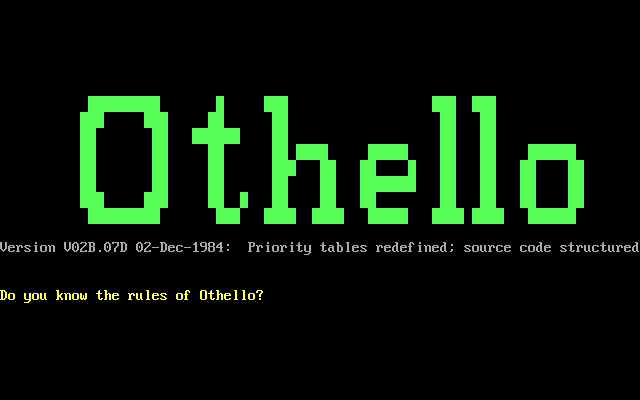 Othello
Version V02B.07D 02-Dec-1984:  Priority tables redefined; source code structured
Do you know the rules of Othello?